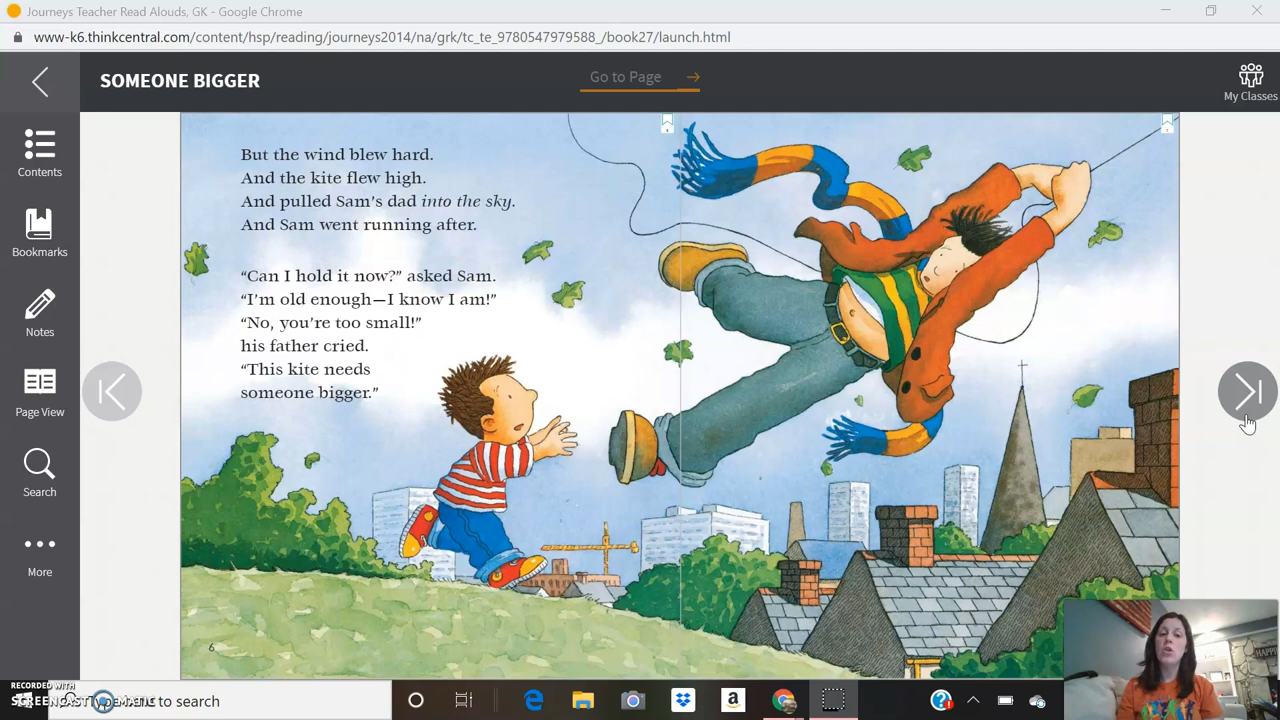 Journeys Teacher Read Alouds, GK - Google Chrome
www-k6.thinkcentral.com/content/hsp/reading/journeys2014/na/grk/tc_te_9780547979588_/book27/launch.html
SOMEONE BIGGER
Go to Page
My Classes
Contents
Bookmarks
Notes
Page View
Search
More
But the wind blew hard.
And the kite flew high.
And pulled Sam's dad into the sky.
And Sam went running after.
“Can I hold it now?” asked Sam.
“I'm old enough—I know I am!”
“No, you're too small!”
his father cried.
“This kite needs
someone bigger.”
6
RECORDED WITH
SCREENCAST-O-MATIC
to search